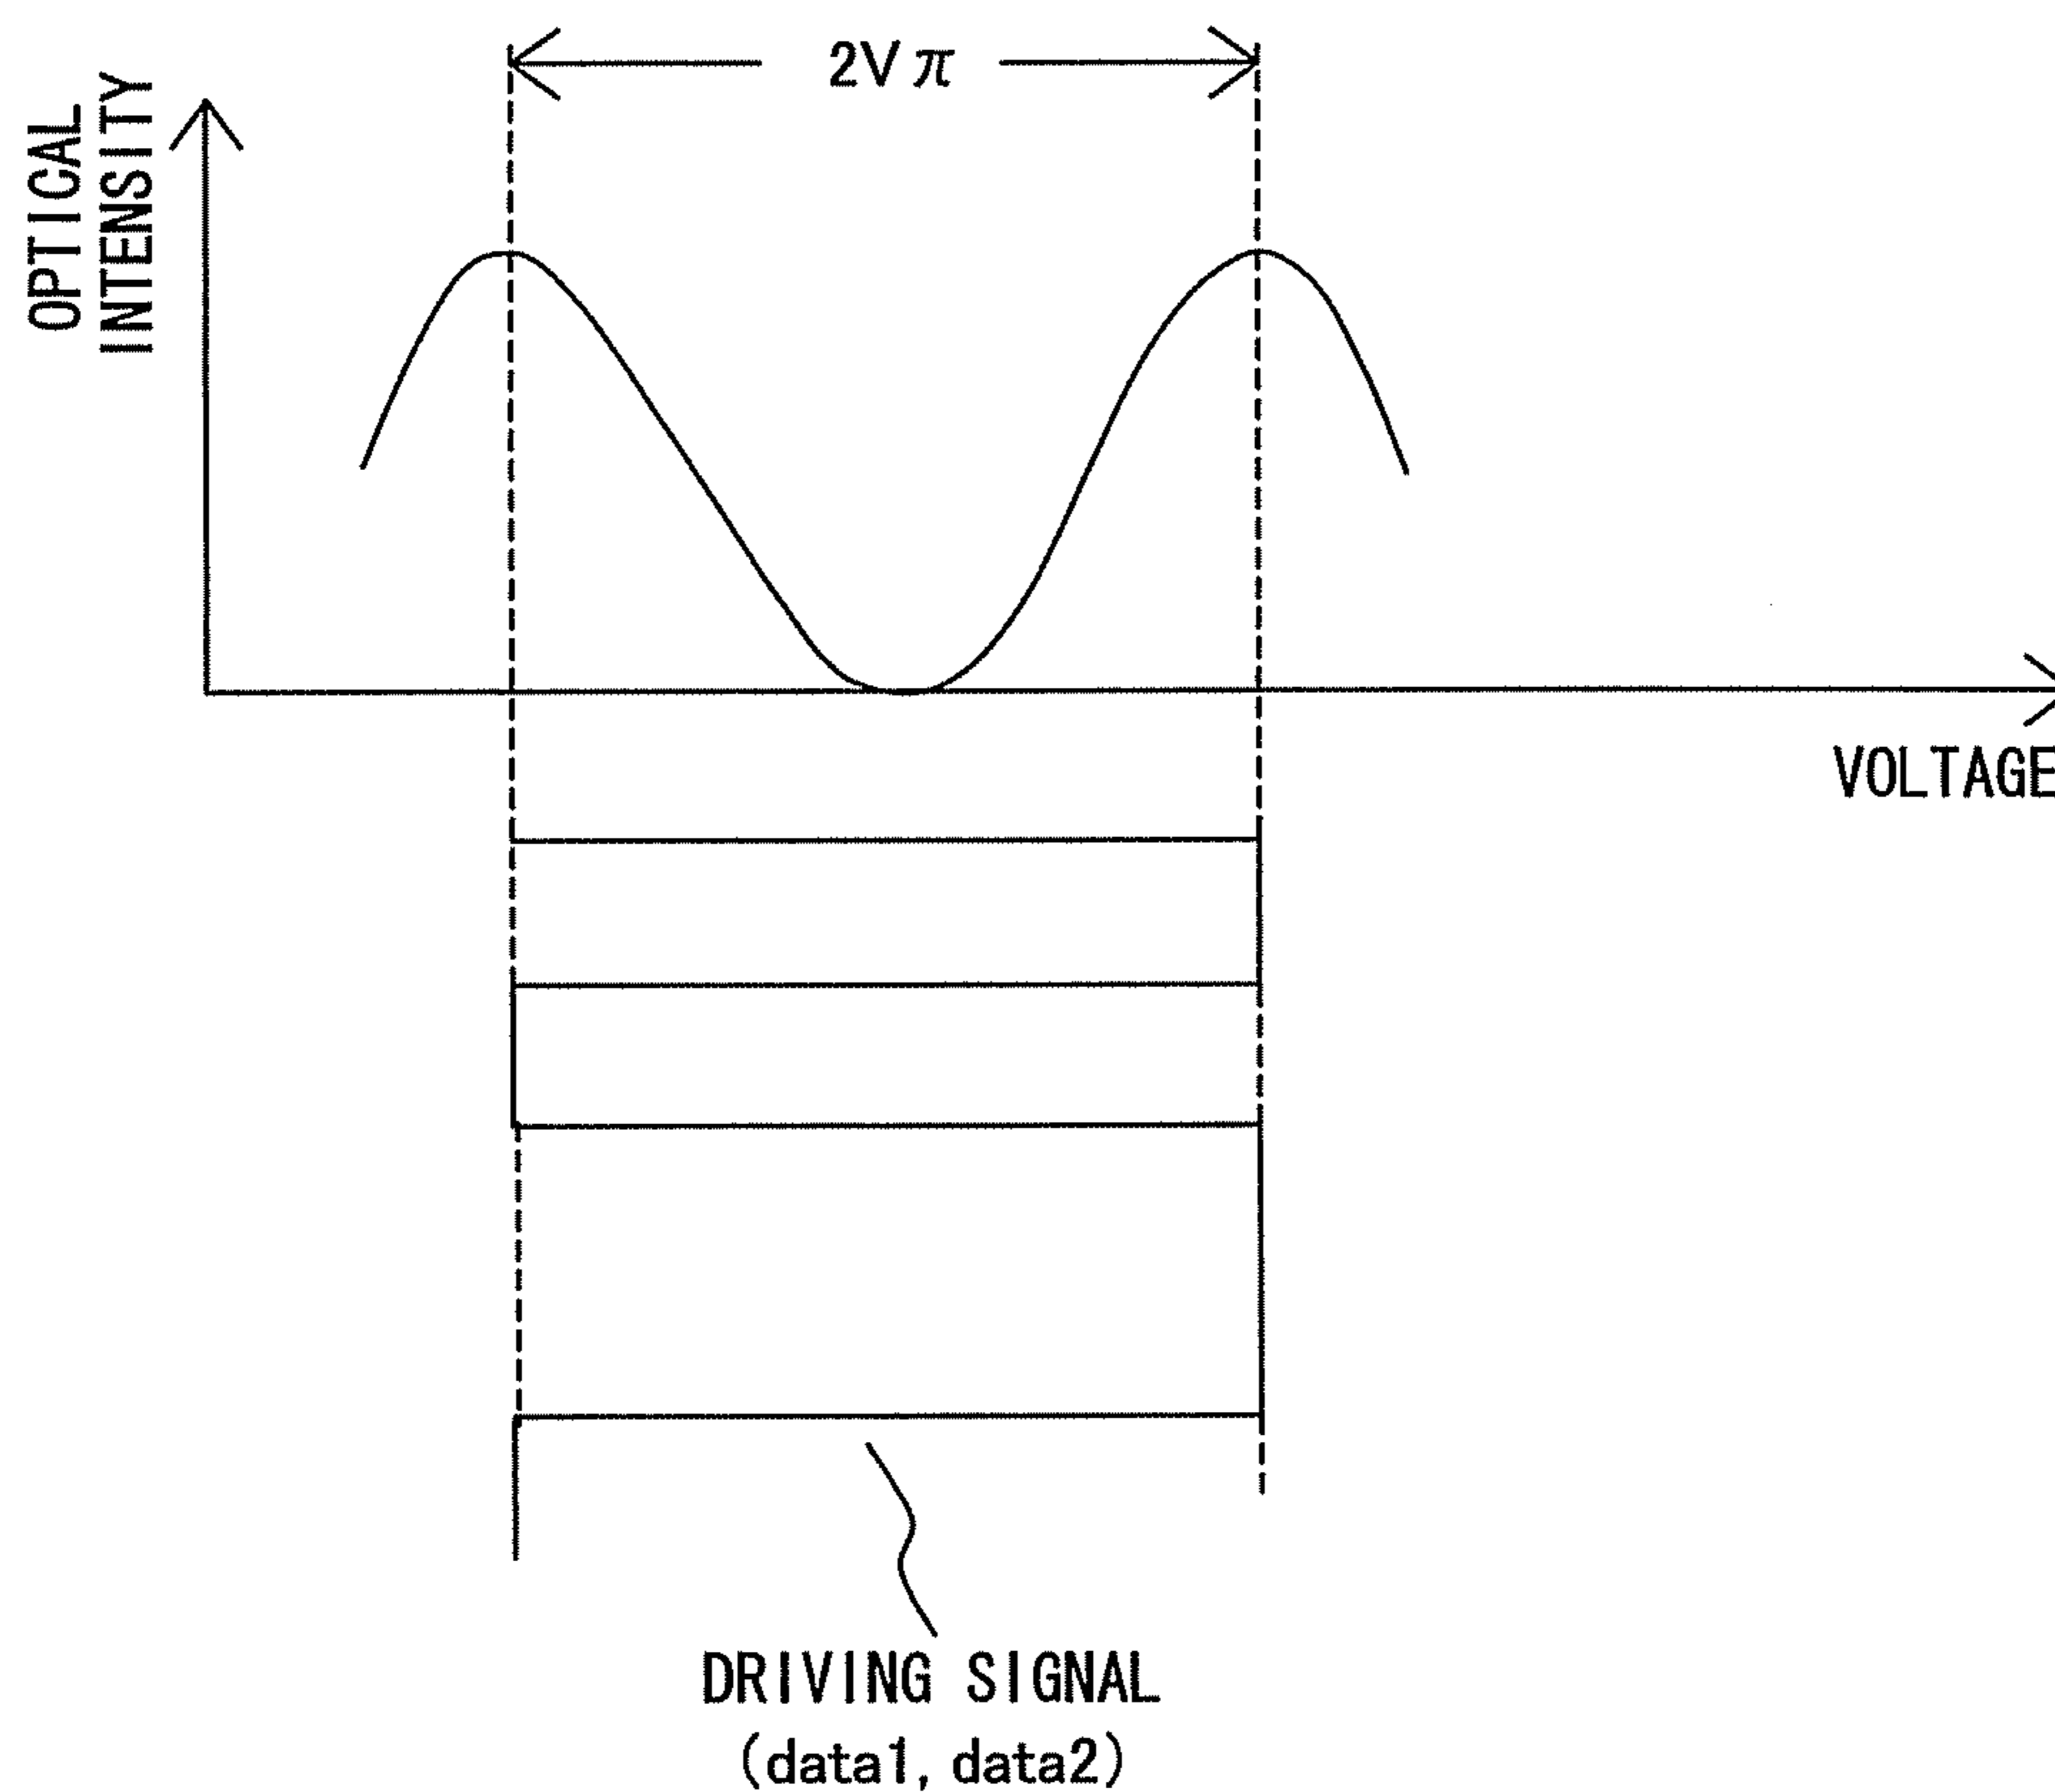 2Vπ
OPTICAL
INTENSITY
VOLTAGE
DRIVING SIGNAL
(data1, data2)